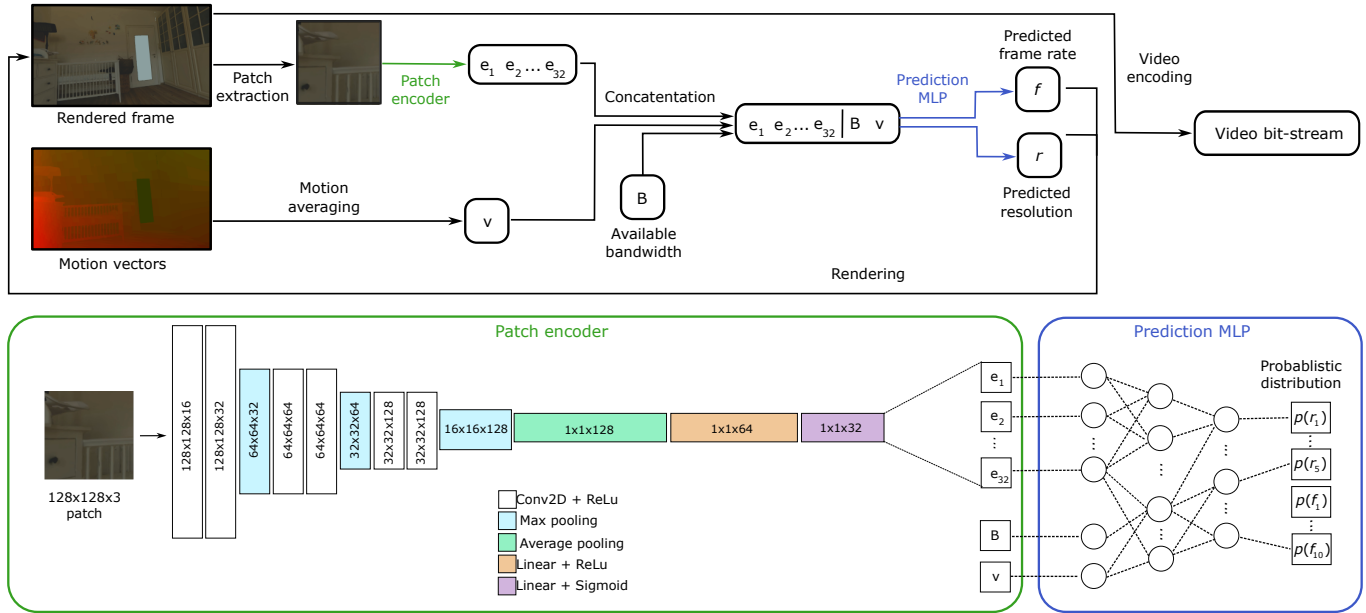 Rendered frame
Patch
extraction
Patch
encoder
e1 e2 ... e32
Concatentation
e1 e2 ... e32 | B v
Prediction
MLP
Predicted
frame rate
f
r
Predicted
resolution
Video
encoding
Video bit-stream
Motion vectors
Motion
averaging
v
B
Available
bandwidth
Rendering
Patch encoder
128x128x3
patch
128x128x16
128x128x32
64x64x32
64x64x64
64x64x64
32x32x64
32x32x128
32x32x128
16x16x128
1x1x128
1x1x64
1x1x32
Conv2D + ReLu
Max pooling
Average pooling
Linear + ReLu
Linear + Sigmoid
e1
e2
...
e32
B
v
Prediction MLP
Probablistic
distribution
p(r1)
...
p(r5)
p(f1)
...
p(f10)